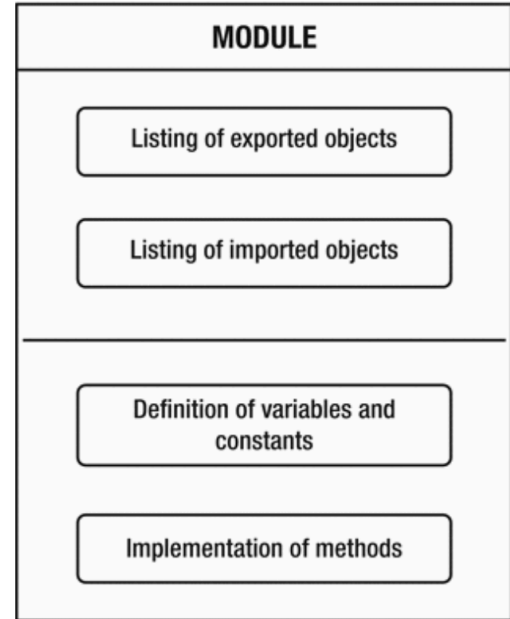 MODULE
Listing of exported objects
Listing of imported objects
Definition of variables and
constants
Implementation of methods